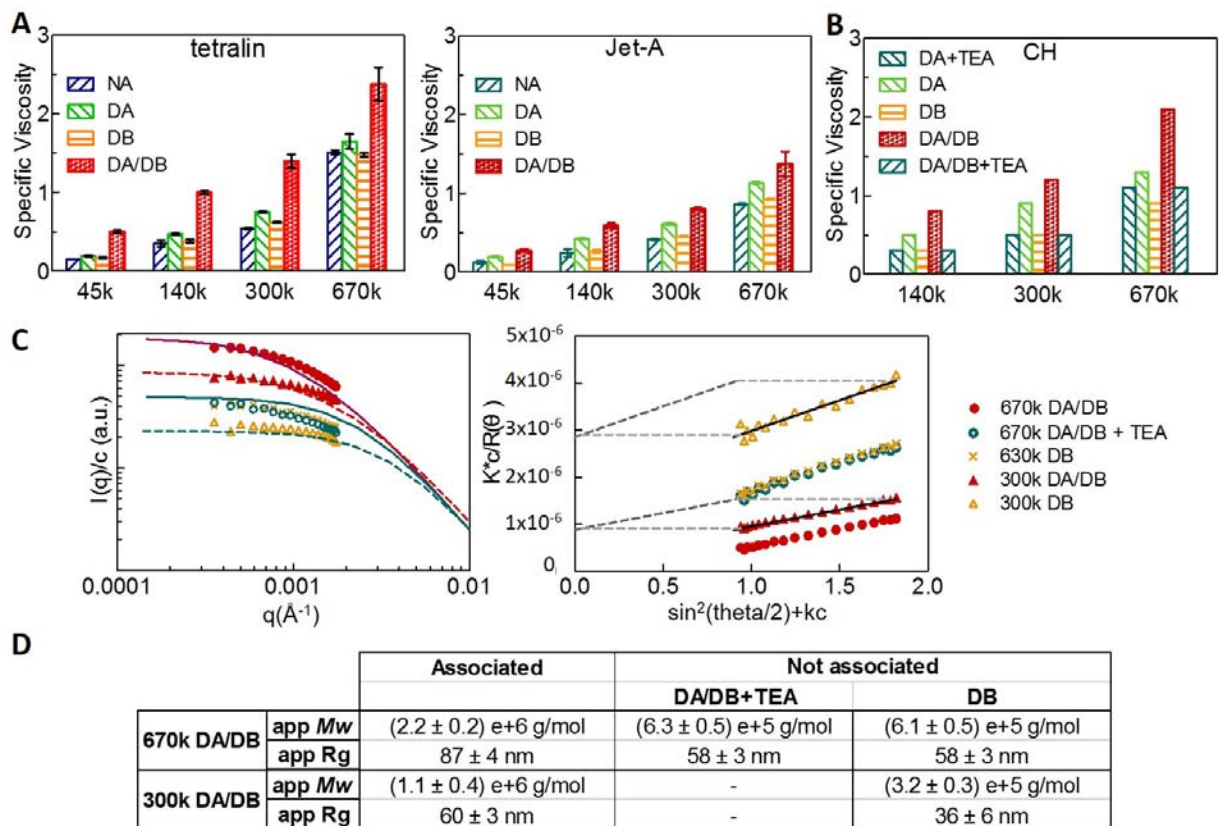 A
tetralin
Specific Viscosity
3
2
1
0
NA
DA
DB
DA/DB
45k 140k 300k 670k
Jet-A
Specific Viscosity
3
2
1
0
NA
DA
DB
DA/DB
45k 140k 300k 670k
B
CH
Specific Viscosity
3
2
1
0
DA+TEA
DA
DB
DA/DB
DA/DB+TEA
140k 300k 670k
C
I(q)/c (a.u.)
0.0001 0.001 0.01
q(Å⁻¹)
K*c/R(θ)
5x10⁻⁶
4x10⁻⁶
3x10⁻⁶
2x10⁻⁶
1x10⁻⁶
0
0.0 0.5 1.0 1.5 2.0
sin²(theta/2)+kc
670k DA/DB
670k DA/DB + TEA
630k DB
300k DA/DB
300k DB
D
Associated Not associated
DA/DB+TEA DB
670k DA/DB app Mw (2.2 ± 0.2) e+6 g/mol (6.3 ± 0.5) e+5 g/mol (6.1 ± 0.5) e+5 g/mol
app Rg 87 ± 4 nm 58 ± 3 nm 58 ± 3 nm
300k DA/DB app Mw (1.1 ± 0.4) e+6 g/mol - (3.2 ± 0.3) e+5 g/mol
app Rg 60 ± 3 nm - 36 ± 6 nm